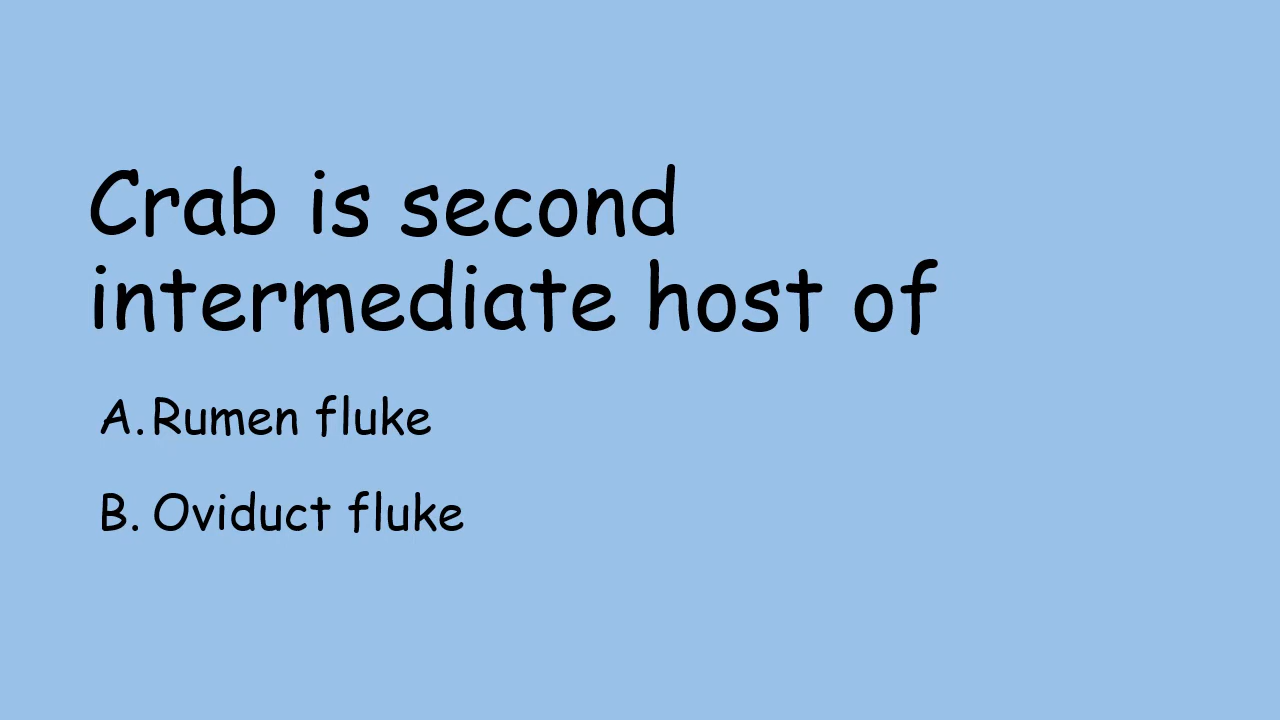 Crab is second
intermediate host of
A. Rumen fluke
B. Oviduct fluke